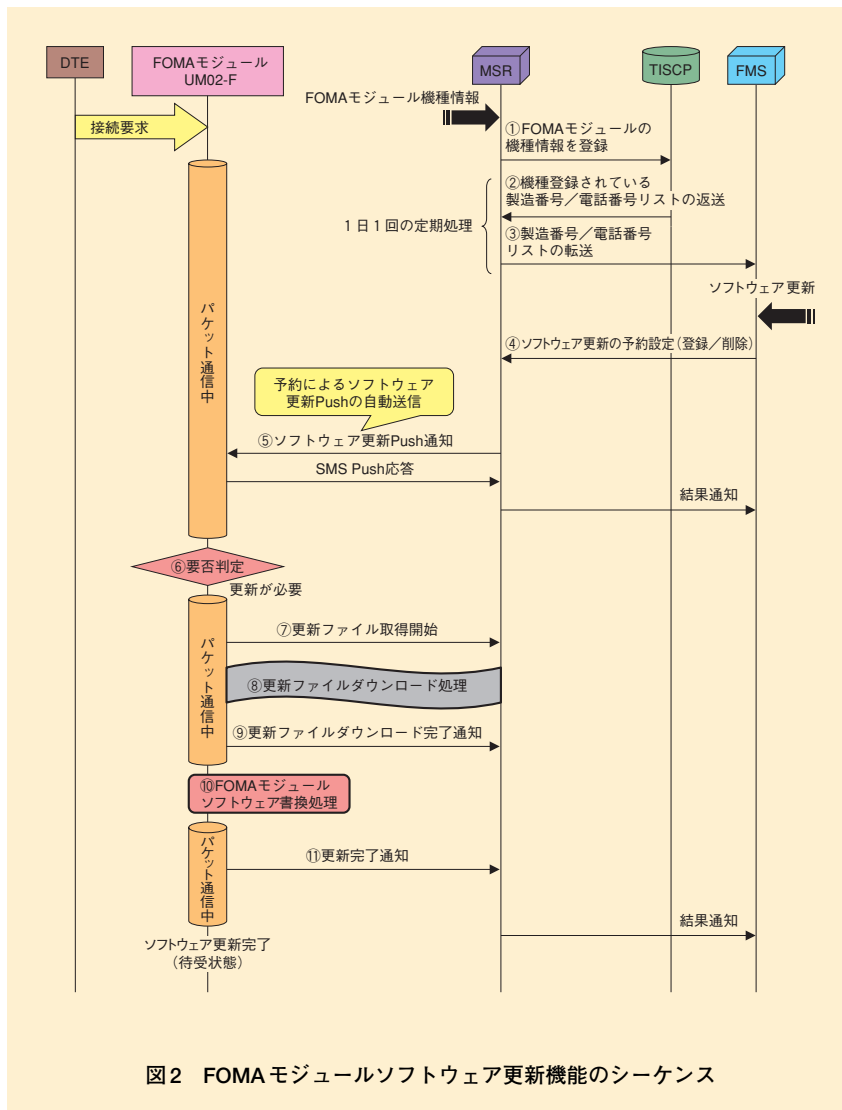 DTE
FOMAモジュール
UM02-F
MSR
TISCP
FMS
FOMAモジュール機種情報
接続要求
①FOMAモジュールの
機種情報を登録
②機種登録されている
製造番号／電話番号リストの返送
1日1回の定期処理
③製造番号／電話番号
リストの転送
ソフトウェア更新
パケット通信中
④ソフトウェア更新の予約設定（登録／削除）
予約によるソフトウェア
更新Pushの自動送信
⑤ソフトウェア更新Push通知
SMS Push応答
結果通知
⑥要否判定
更新が必要
パケット通信中
⑦更新ファイル取得開始
⑧更新ファイルダウンロード処理
⑨更新ファイルダウンロード完了通知
⑩FOMAモジュール
ソフトウェア書換処理
パケット通信中
⑪更新完了通知
結果通知
ソフトウェア更新完了
（待受状態）
図2　FOMAモジュールソフトウェア更新機能のシーケンス